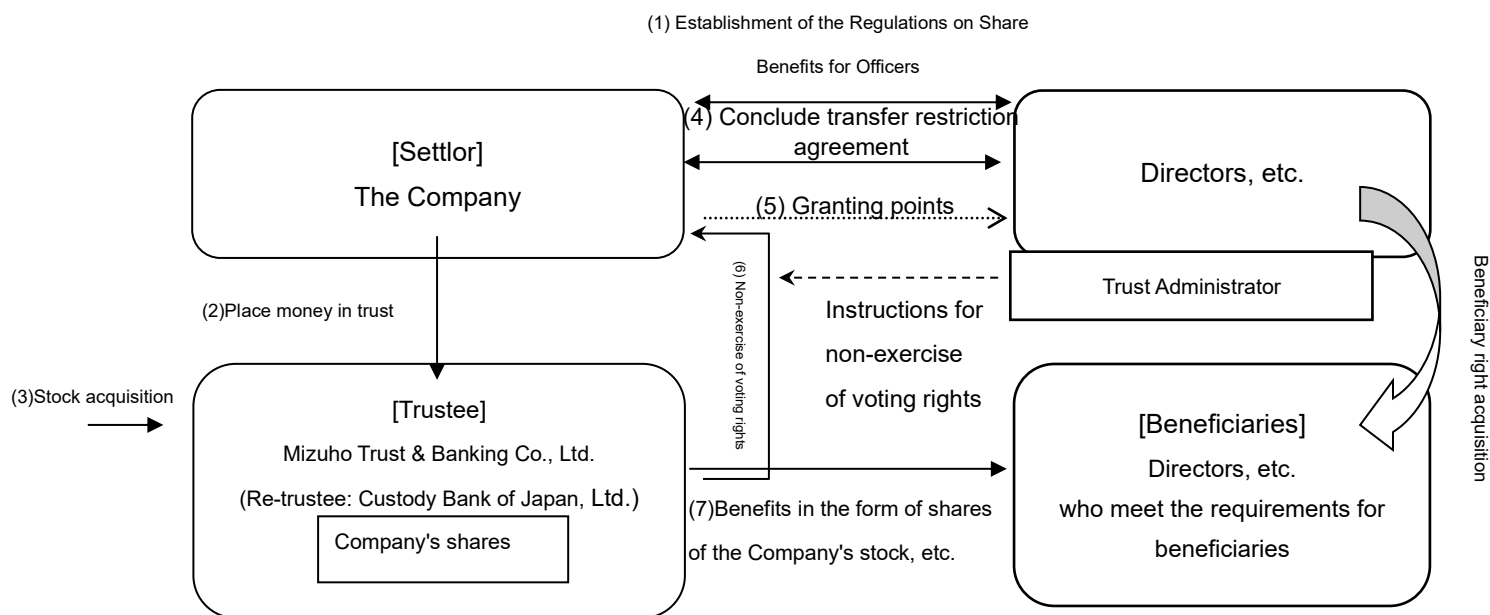 (1) Establishment of the Regulations on Share
Benefits for Officers
(4) Conclude transfer restriction
agreement
[Settlor]
The Company
Directors, etc.
(5) Granting points
Trust Administrator
(2)Place money in trust
(6) Non-exercise of voting rights
Instructions for
non-exercise
of voting rights
Beneficiary right acquisition
(3)Stock acquisition
[Trustee]
Mizuho Trust & Banking Co., Ltd.
(Re-trustee: Custody Bank of Japan, Ltd.)
Company's shares
(7)Benefits in the form of shares
of the Company's stock, etc.
[Beneficiaries]
Directors, etc.
who meet the requirements for
beneficiaries